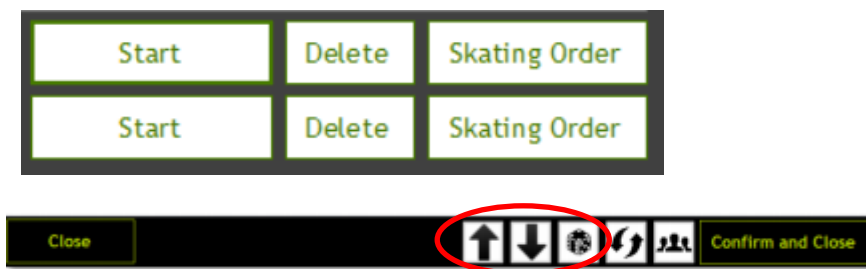 Start Delete Skating Order
Start Delete Skating Order
Close Confirm and Close